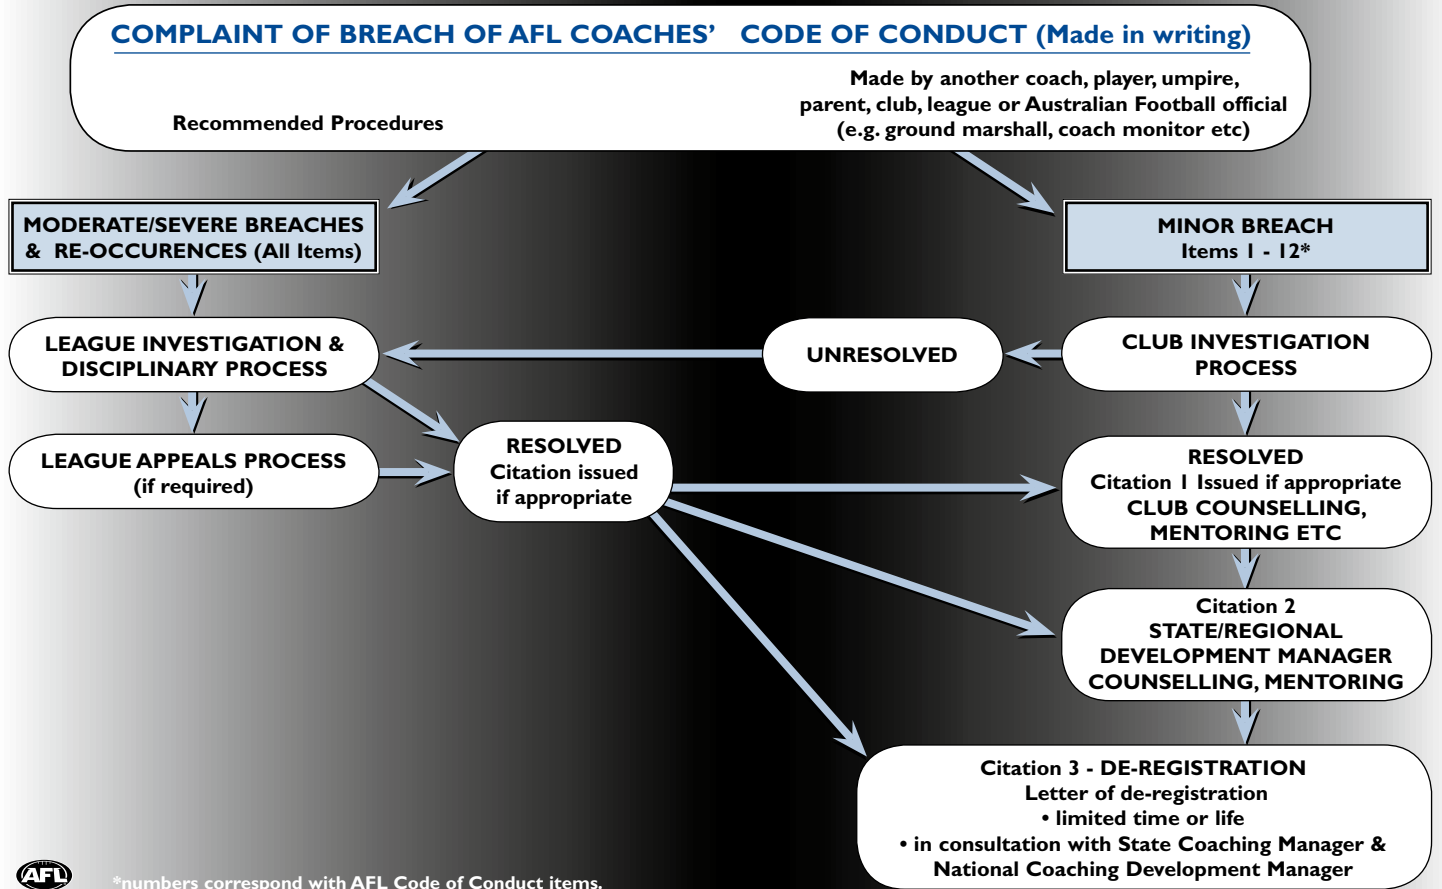 COMPLAINT OF BREACH OF AFL COACHES’ CODE OF CONDUCT (Made in writing)
Recommended Procedures
Made by another coach, player, umpire,
parent, club, league or Australian Football official
(e.g. ground marshall, coach monitor etc)
MODERATE/SEVERE BREACHES
& RE-OCCURENCES (All Items)
MINOR BREACH
Items 1 - 12*
LEAGUE INVESTIGATION &
DISCIPLINARY PROCESS
UNRESOLVED
CLUB INVESTIGATION
PROCESS
LEAGUE APPEALS PROCESS
(if required)
RESOLVED
Citation issued
if appropriate
RESOLVED
Citation 1 Issued if appropriate
CLUB COUNSELLING,
MENTORING ETC
Citation 2
STATE/REGIONAL
DEVELOPMENT MANAGER
COUNSELLING, MENTORING
Citation 3 - DE-REGISTRATION
Letter of de-registration
• limited time or life
• in consultation with State Coaching Manager &
National Coaching Development Manager
AFL
*numbers correspond with AFL Code of Conduct items.